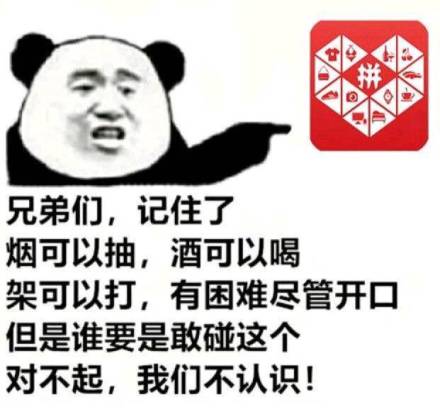 拼
兄弟们，记住了
烟可以抽，酒可以喝
架可以打，有困难尽管开口
但是谁要是敢碰这个
对不起，我们不认识！